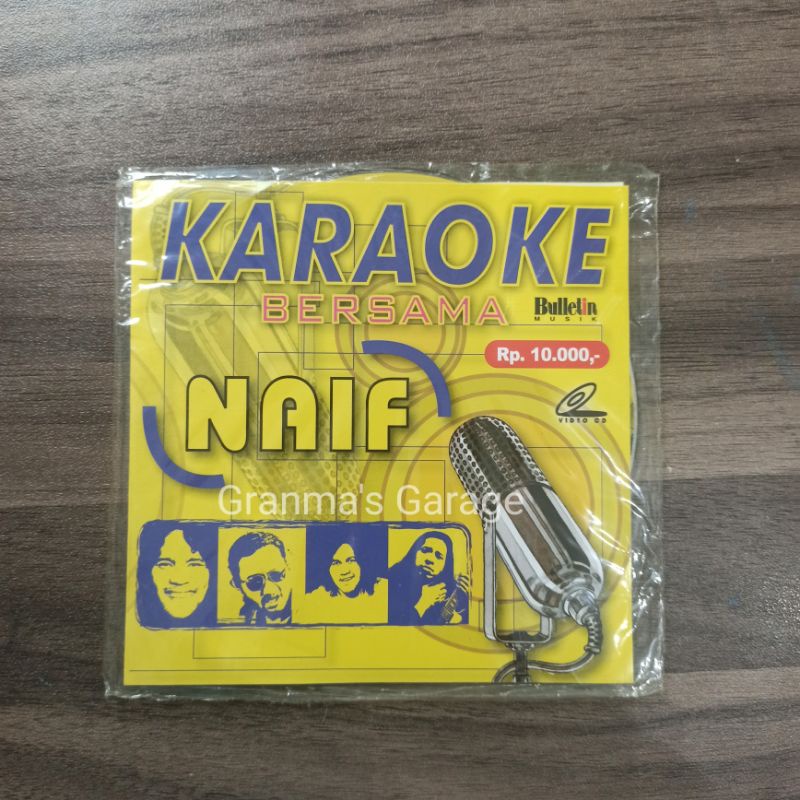 KARAOKE
BERSAMA
Bulletin
MUSIK
Rp. 10.000,-
NAIF
VIDEO CD
Granma's Garage